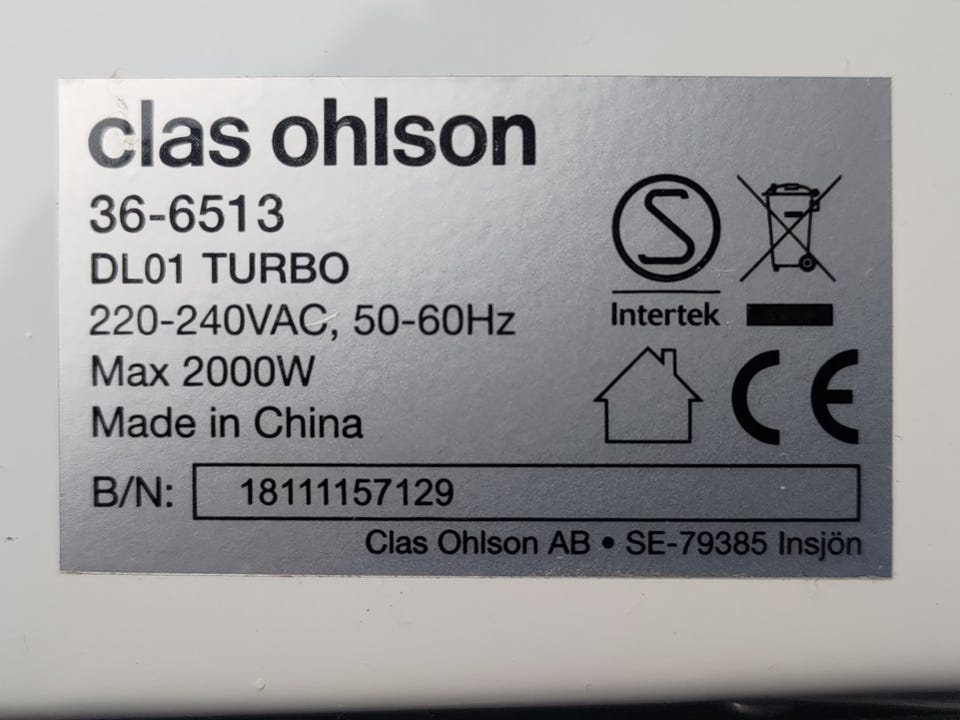 clas ohlson
36-6513
DL01 TURBO
220-240VAC, 50-60Hz
Max 2000W
Made in China
S
Intertek
CE
B/N: 18111157129
Clas Ohlson AB • SE-79385 Insjön